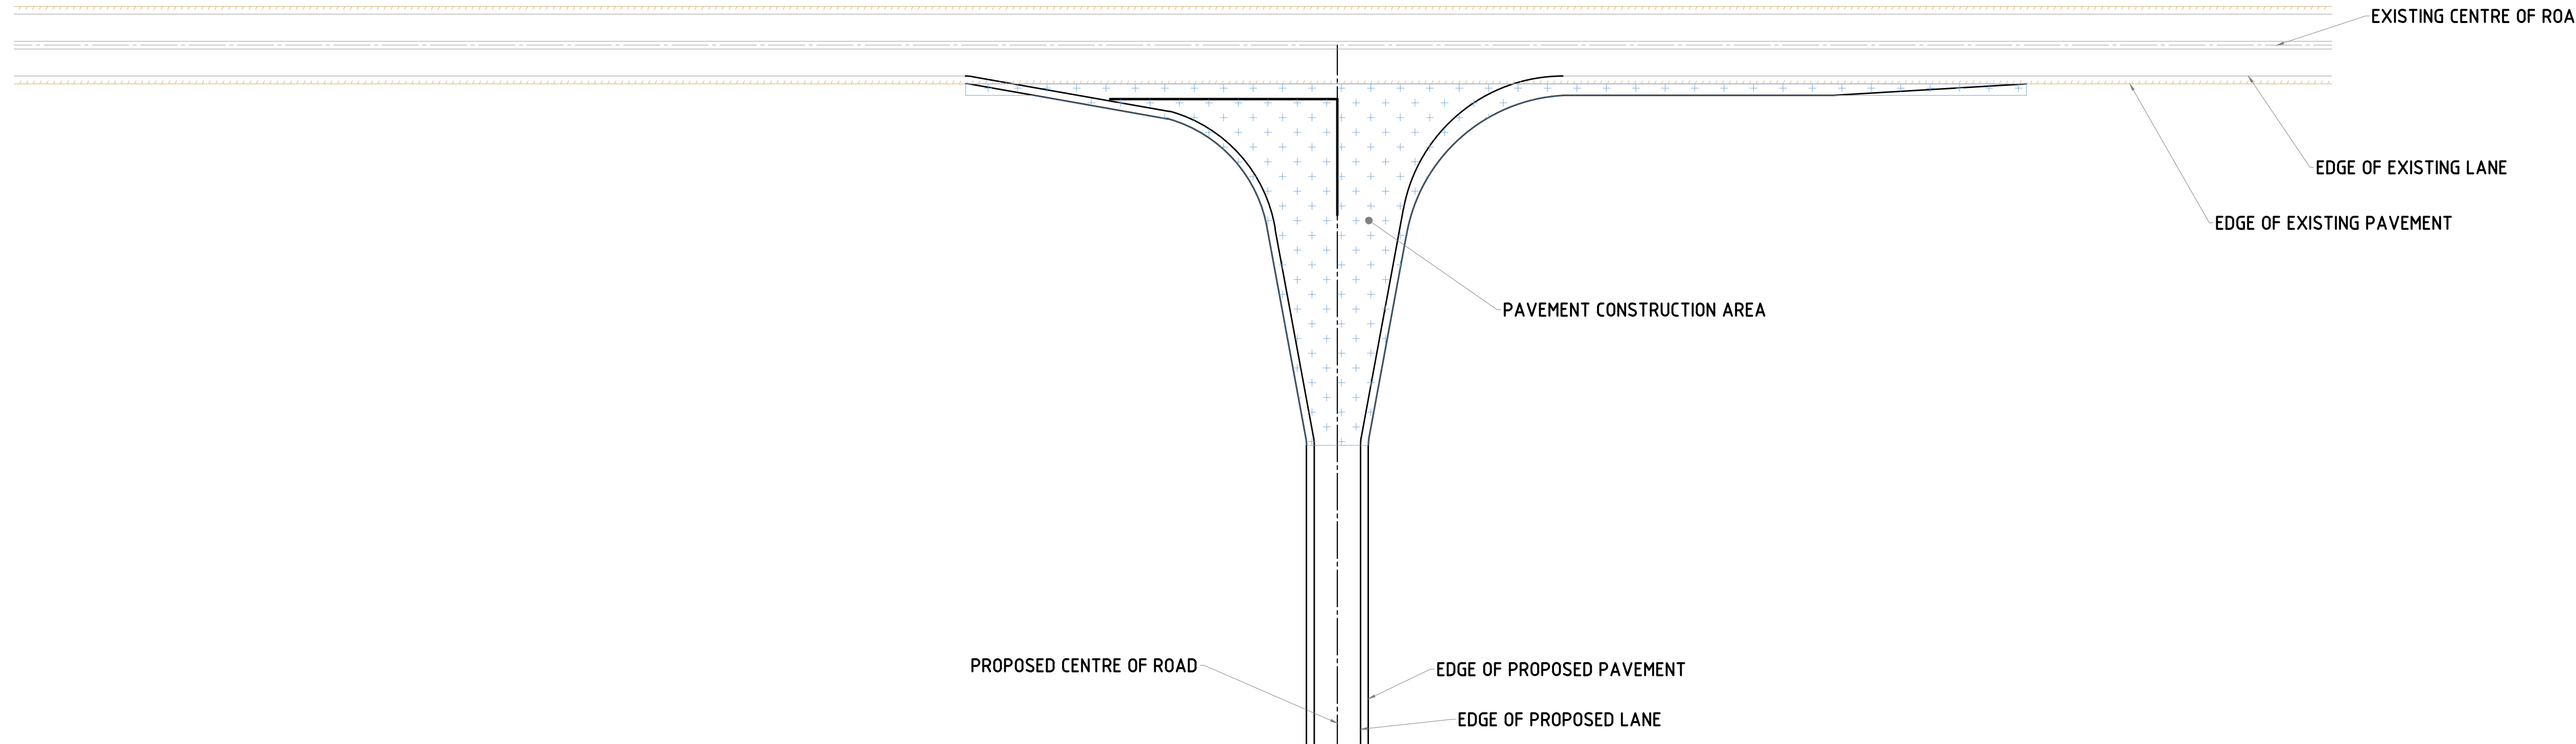 EXISTING CENTRE OF ROA
EDGE OF EXISTING LANE
EDGE OF EXISTING PAVEMENT
PAVEMENT CONSTRUCTION AREA
PROPOSED CENTRE OF ROAD
EDGE OF PROPOSED PAVEMENT
EDGE OF PROPOSED LANE